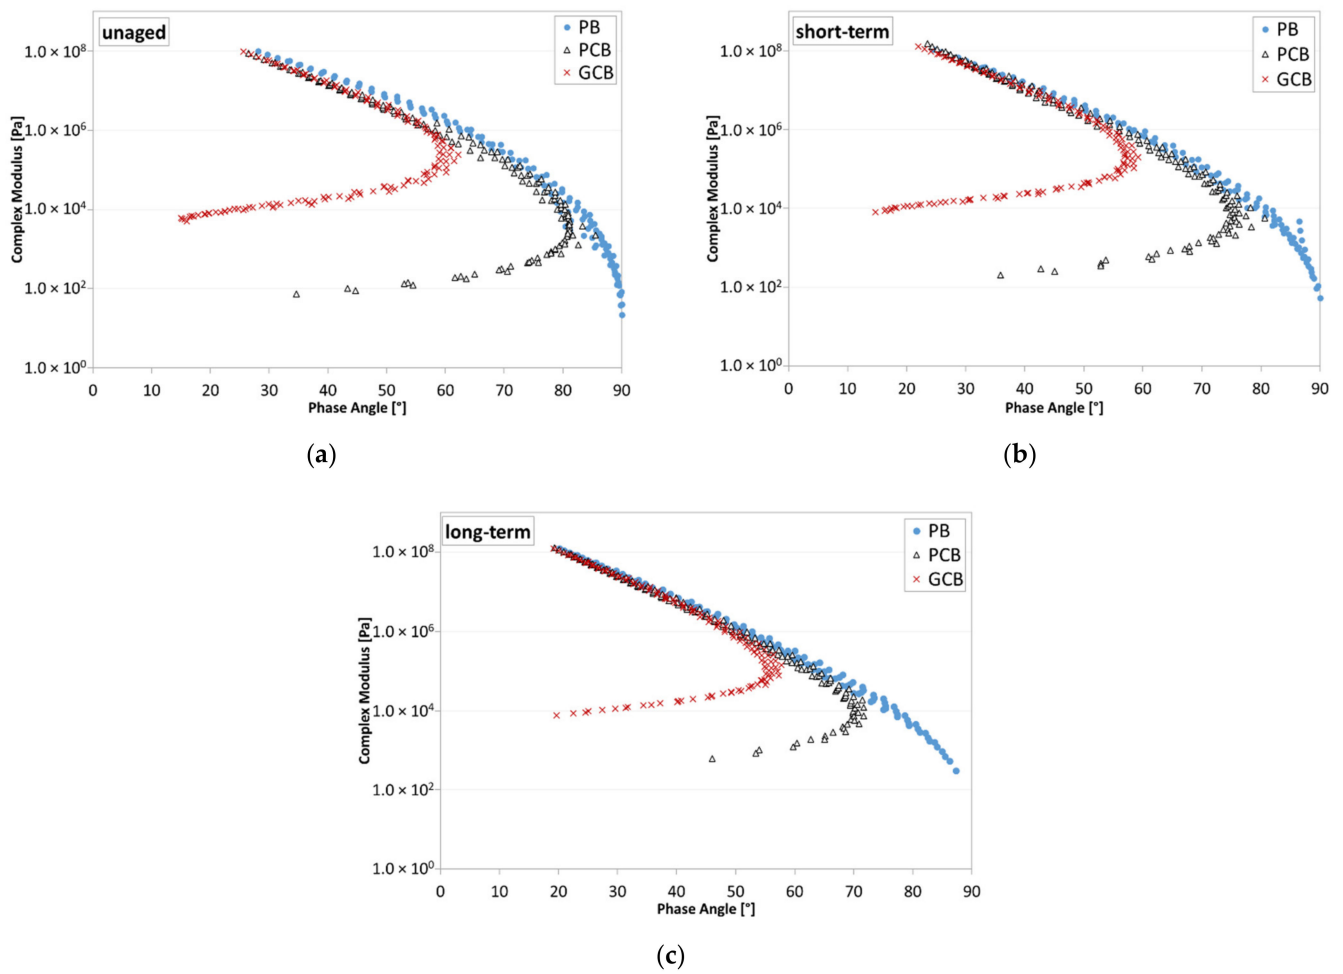 unaged
PB
PCB
GCB
1.0 × 10⁸
1.0 × 10⁶
1.0 × 10⁴
1.0 × 10²
1.0 × 10⁰
Complex Modulus [Pa]
0 10 20 30 40 50 60 70 80 90
Phase Angle [°]
(a)
short-term
PB
PCB
GCB
1.0 × 10⁸
1.0 × 10⁶
1.0 × 10⁴
1.0 × 10²
1.0 × 10⁰
Complex Modulus [Pa]
0 10 20 30 40 50 60 70 80 90
Phase Angle [°]
(b)
long-term
PB
PCB
GCB
1.0 × 10⁸
1.0 × 10⁶
1.0 × 10⁴
1.0 × 10²
1.0 × 10⁰
Complex Modulus [Pa]
0 10 20 30 40 50 60 70 80 90
Phase Angle [°]
(c)